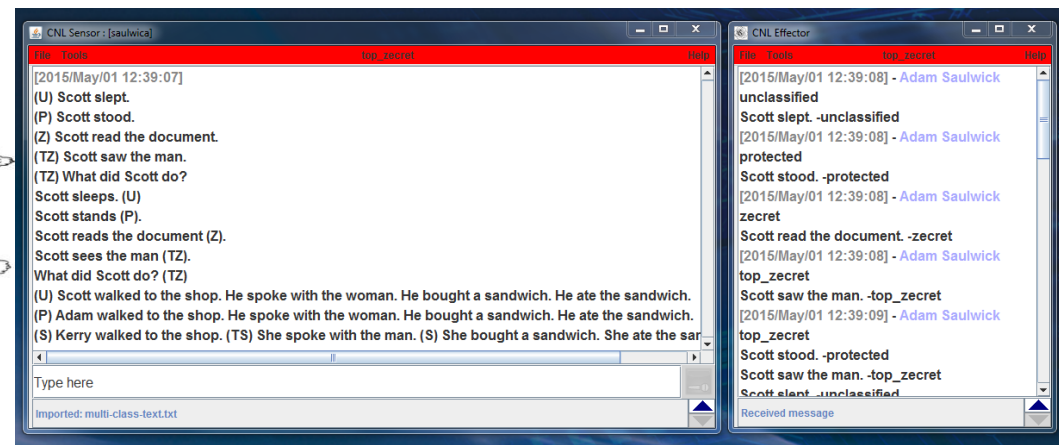 CNL Sensor : [saulwica]
File Tools top_zecret Help
[2015/May/01 12:39:07]
(U) Scott slept.
(P) Scott stood.
(Z) Scott read the document.
(TZ) Scott saw the man.
(TZ) What did Scott do?
Scott sleeps. (U)
Scott stands (P).
Scott reads the document (Z).
Scott sees the man (TZ).
What did Scott do? (TZ)
(U) Scott walked to the shop. He spoke with the woman. He bought a sandwich. He ate the sandwich.
(P) Adam walked to the shop. He spoke with the woman. He bought a sandwich. He ate the sandwich.
(S) Kerry walked to the shop. (TS) She spoke with the man. (S) She bought a sandwich. She ate the sar
Type here
Imported: multi-class-text.txt
CNL Effector
File Tools top_zecret Help
[2015/May/01 12:39:08] - Adam Saulwick
unclassified
Scott slept. -unclassified
[2015/May/01 12:39:08] - Adam Saulwick
protected
Scott stood. -protected
[2015/May/01 12:39:08] - Adam Saulwick
zecret
Scott read the document. -zecret
[2015/May/01 12:39:08] - Adam Saulwick
top_zecret
Scott saw the man. -top_zecret
[2015/May/01 12:39:09] - Adam Saulwick
top_zecret
Scott stood. -protected
Scott saw the man. -top_zecret
Scott slept. -unclassified
Received message